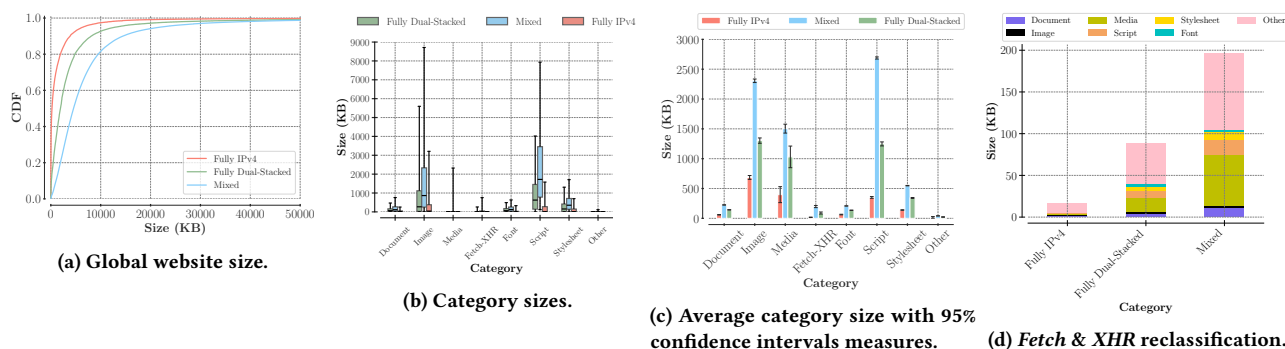 1.0
0.8
0.6
0.4
0.2
0.0
CDF
0
10000
20000
30000
40000
50000
Size (KB)
Fully IPv4
Fully Dual-Stacked
Mixed
(a) Global website size.
Fully Dual-Stacked Mixed Fully IPv4
9000
8000
7000
6000
5000
4000
3000
2000
1000
0
Size (KB)
Document
Image
Media
Fetch-XHR
Font
Script
Stylesheet
Other
Category
(b) Category sizes.
Fully IPv4 Mixed Fully Dual-Stacked
3000
2500
2000
1500
1000
500
0
Size (KB)
Document
Image
Media
Fetch-XHR
Font
Script
Stylesheet
Other
Category
(c) Average category size with 95%
confidence intervals measures.
Document Media Stylesheet Other
Image Script Font
200
150
100
50
0
Size (KB)
Fully IPv4
Fully Dual-Stacked
Mixed
Category
(d) Fetch & XHR reclassification.